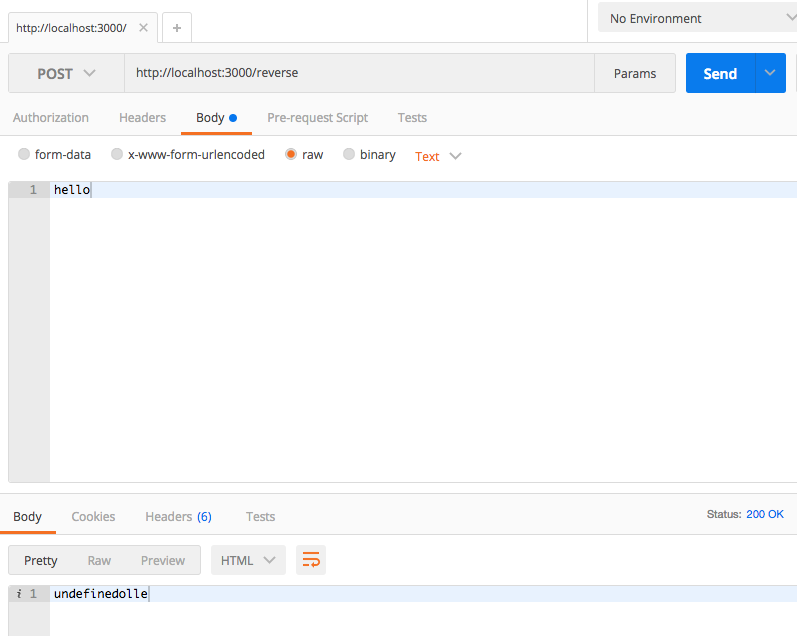 http://localhost:3000/
No Environment
POST http://localhost:3000/reverse Params Send
Authorization Headers Body Pre-request Script Tests
form-data x-www-form-urlencoded raw binary Text
1 hello
Body Cookies Headers (6) Tests Status: 200 OK
Pretty Raw Preview HTML
i 1 undefinedolle